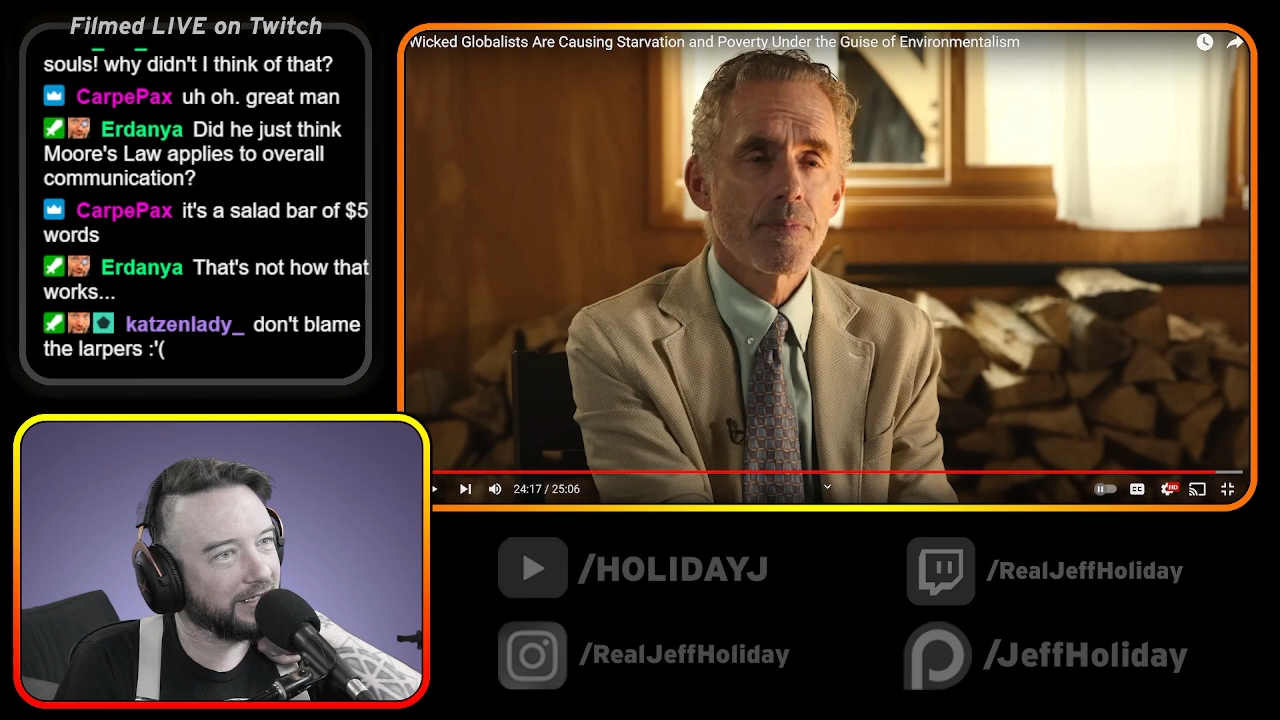 Filmed LIVE on Twitch
souls! why didn't I think of that?
CarpePax uh oh. great man
Erdanya Did he just think
Moore's Law applies to overall
communication?
CarpePax it's a salad bar of $5
words
Erdanya That's not how that
works...
katzenlady_ don't blame
the larpers :'(
Wicked Globalists Are Causing Starvation and Poverty Under the Guise of Environmentalism
24:17 / 25:06
CC
HD
/HOLIDAYJ
/RealJeffHoliday
/RealJeffHoliday
/JeffHoliday